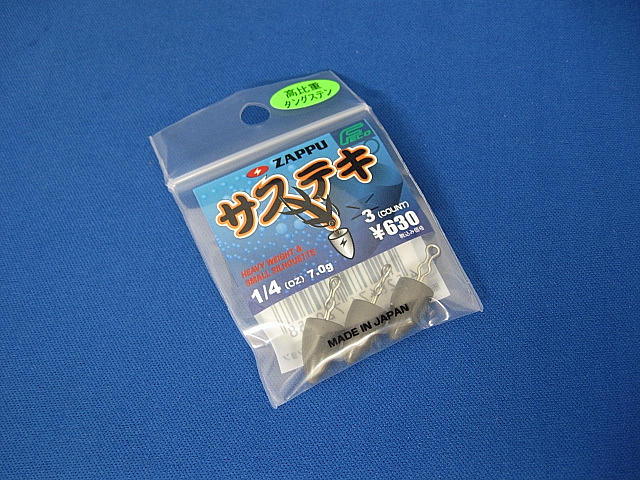 高比重
タングステン
ZAPPU
サステキ
3 (COUNT)
¥630
HEAVY WEIGHT &
SMALL SILHOUETTE
1/4 (OZ) 7.0g
MADE IN JAPAN